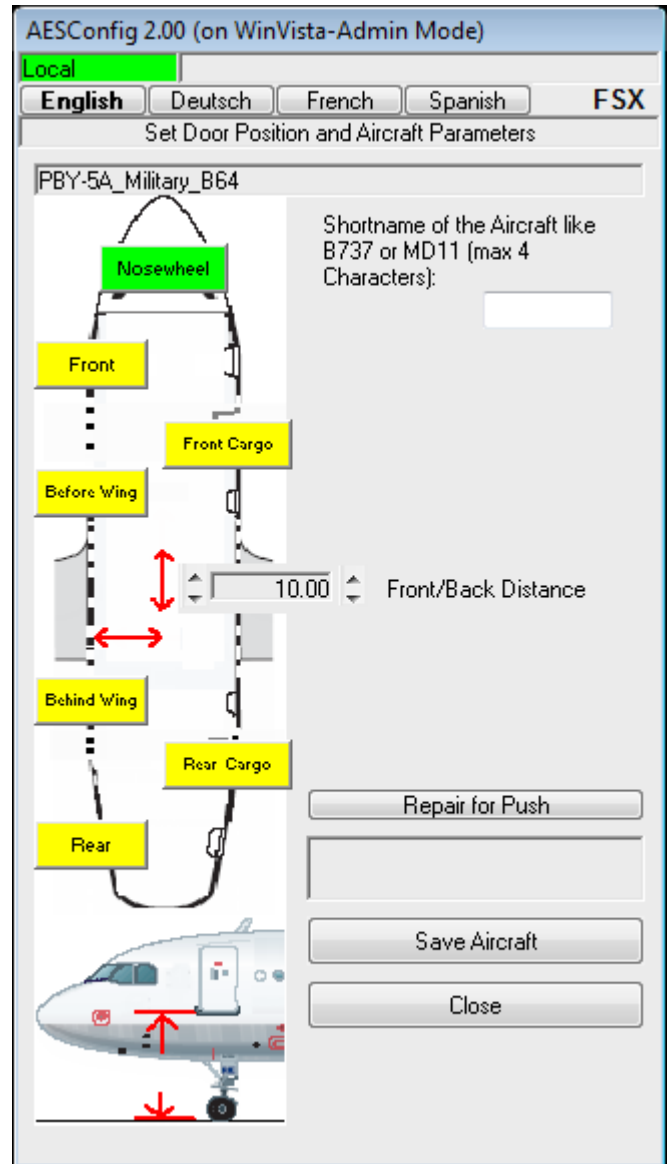 AESConfig 2.00 (on WinVista-Admin Mode)
Local
English Deutsch French Spanish FSX
Set Door Position and Aircraft Parameters
PBY-5A_Military_B64
Shortname of the Aircraft like
B737 or MD11 (max 4
Characters):
Nosewheel
Front
Front Cargo
Before Wing
10.00 Front/Back Distance
Behind Wing
Rear Cargo
Repair for Push
Rear
Save Aircraft
Close